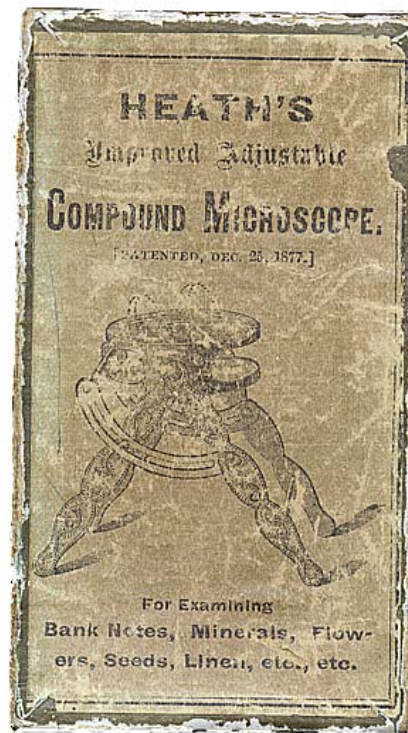 HEATH'S
Improved Adjustable
COMPOUND MICROSCOPE.
[PATENTED, DEC. 25, 1877.]
For Examining
Bank Notes, Minerals, Flow-
ers, Seeds, Linen, etc., etc.